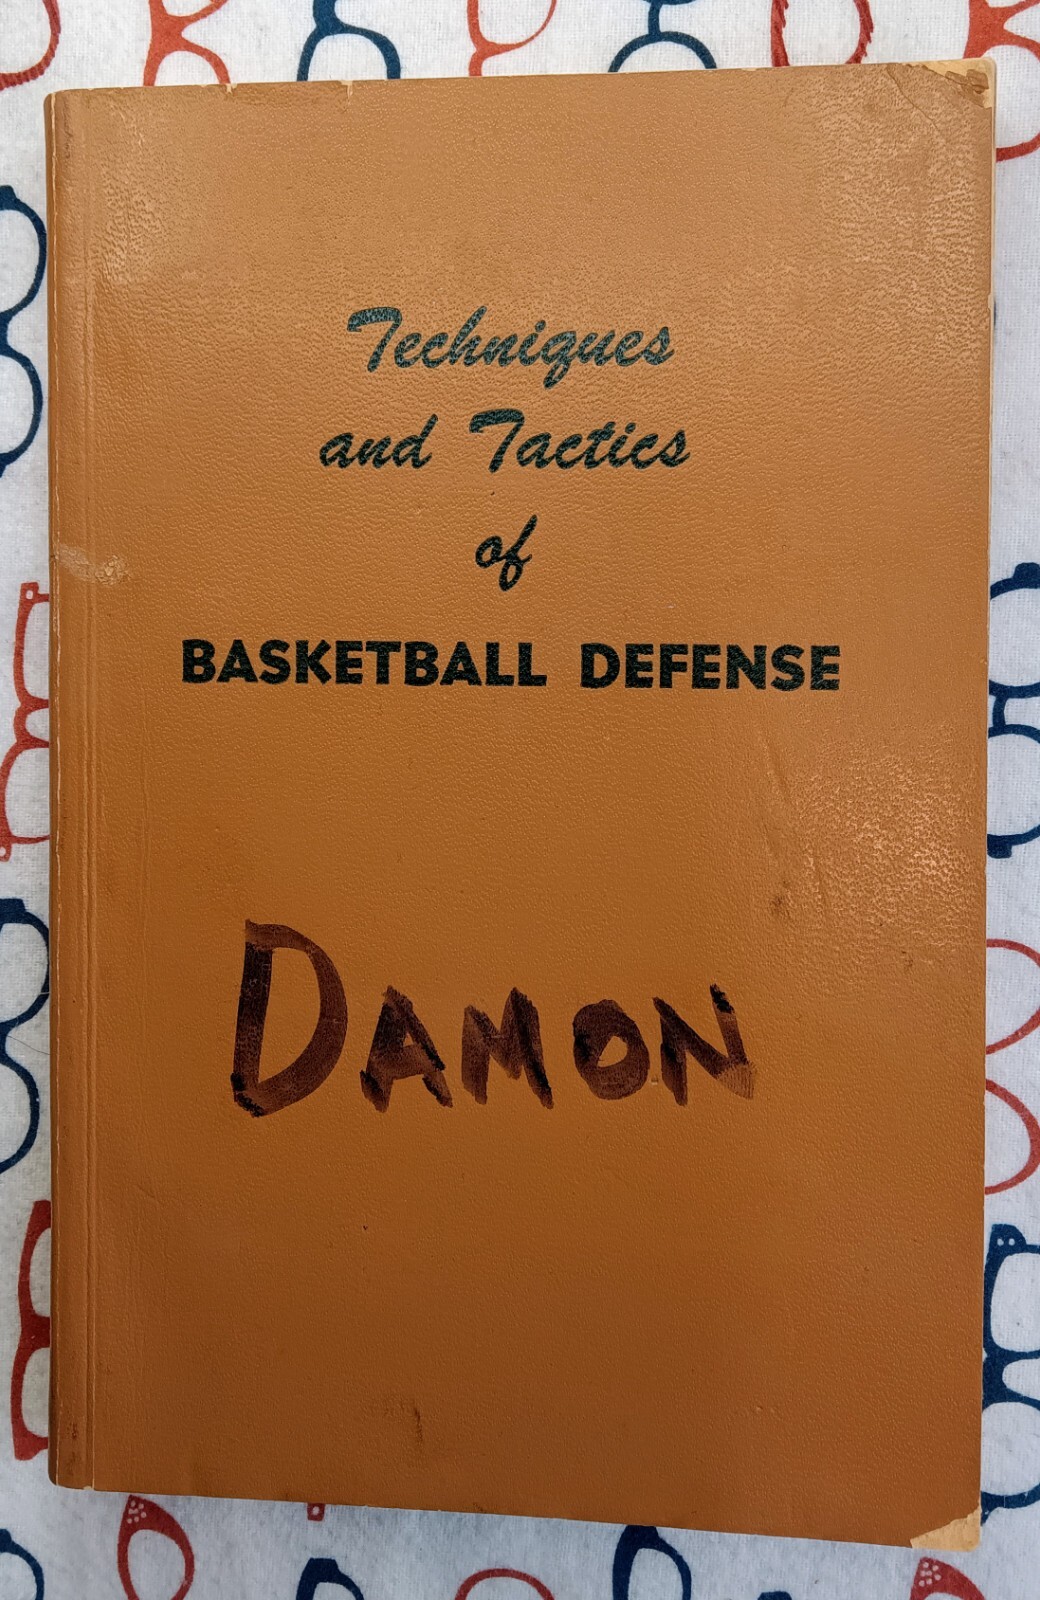 Techniques
and Tactics
of
BASKETBALL DEFENSE
DAMON